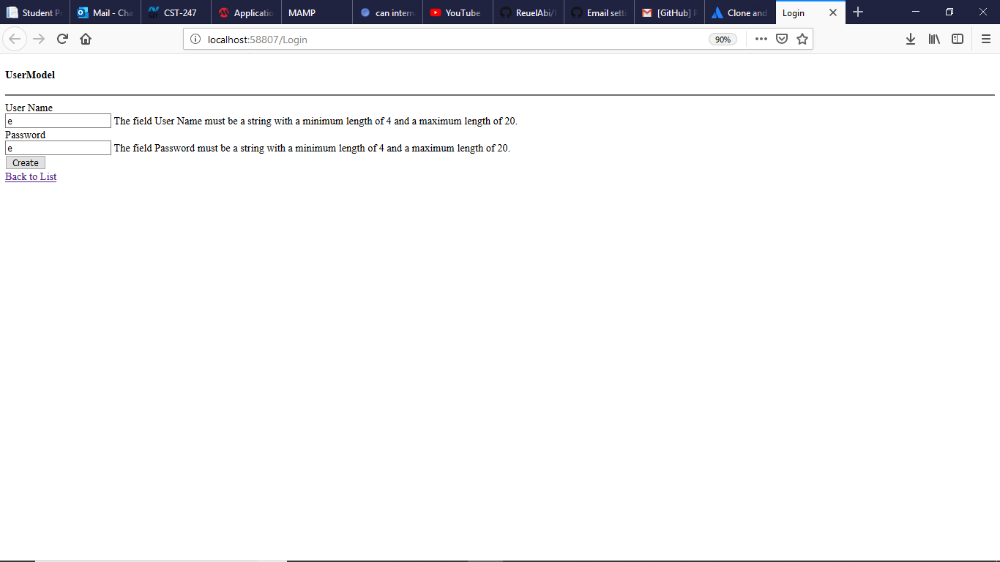 Student P
Mail - Cha
CST-247
Applicatio
MAMP
can intern
YouTube
ReuelAbi/
Email setti
[GitHub] P
Clone and
Login
localhost:58807/Login
90%
UserModel
User Name
e The field User Name must be a string with a minimum length of 4 and a maximum length of 20.
Password
e The field Password must be a string with a minimum length of 4 and a maximum length of 20.
Create
Back to List